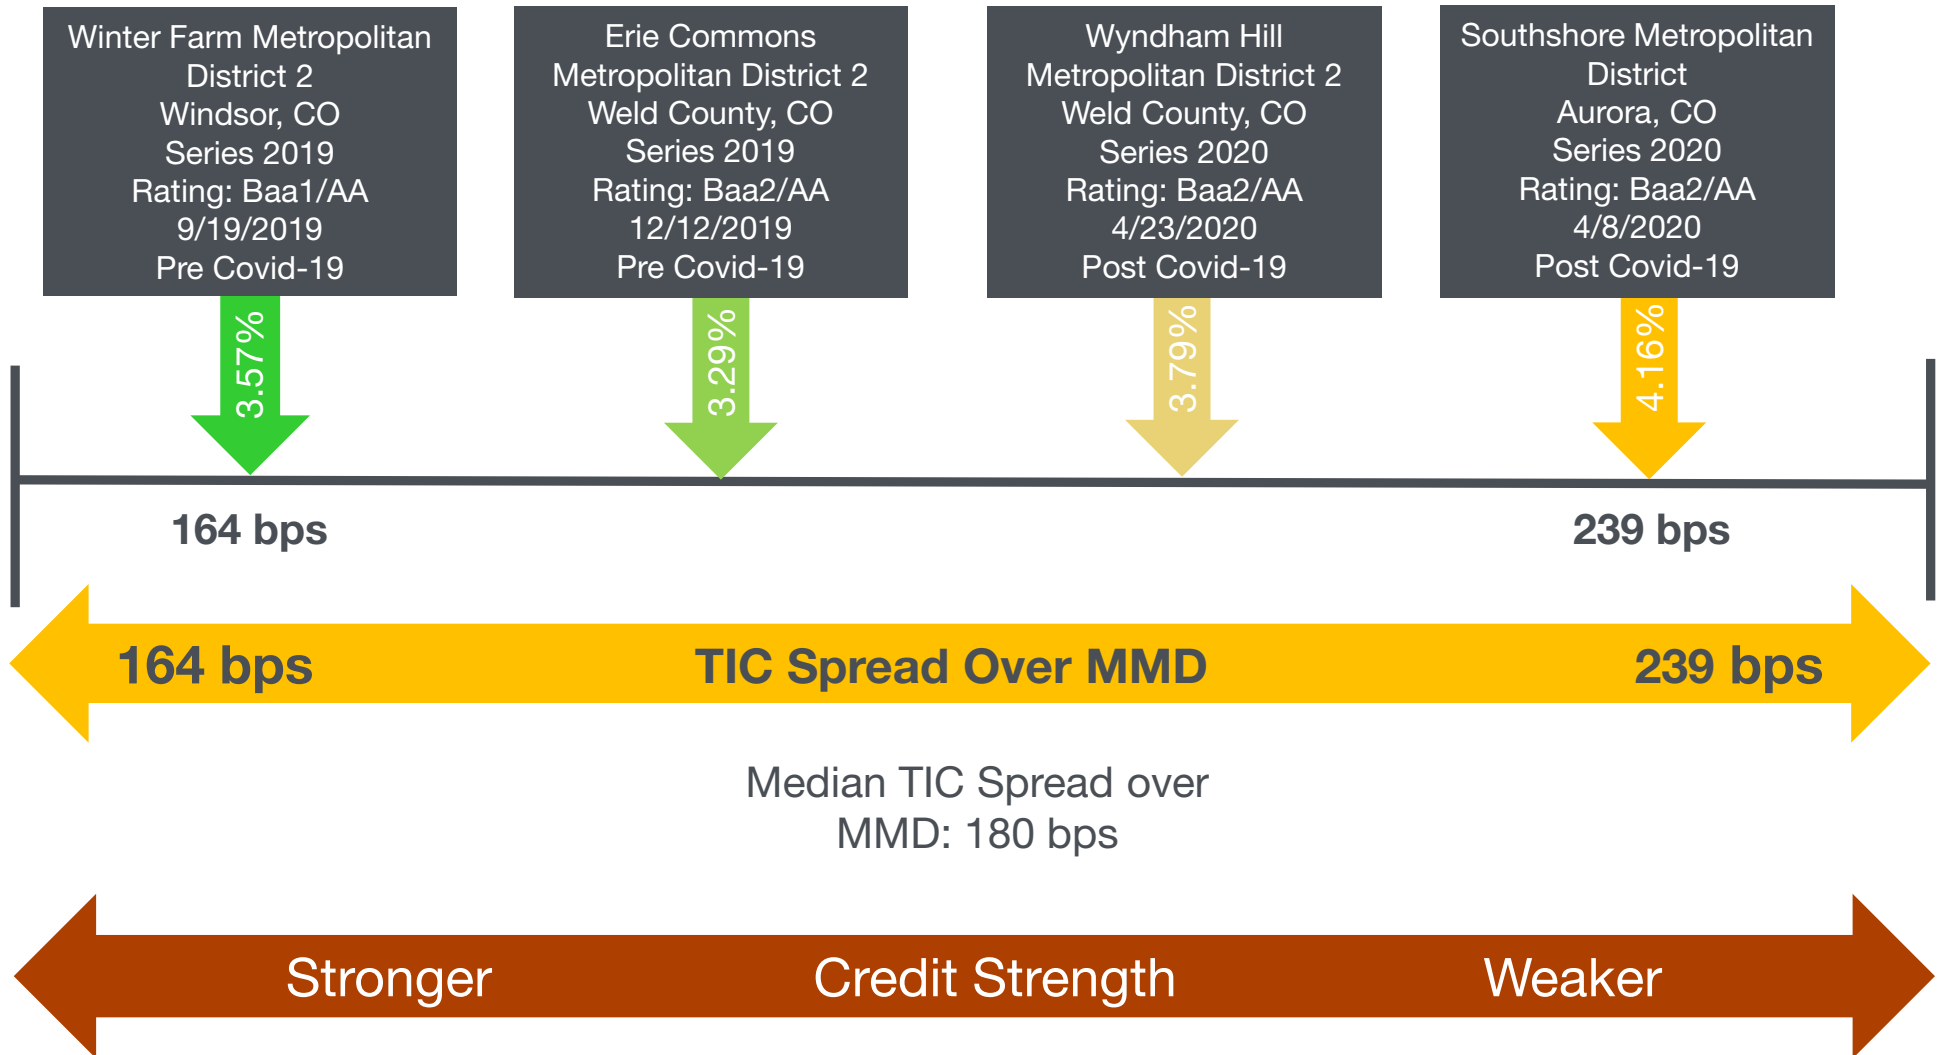 Winter Farm Metropolitan
District 2
Windsor, CO
Series 2019
Rating: Baa1/AA
9/19/2019
Pre Covid-19
Erie Commons
Metropolitan District 2
Weld County, CO
Series 2019
Rating: Baa2/AA
12/12/2019
Pre Covid-19
Wyndham Hill
Metropolitan District 2
Weld County, CO
Series 2020
Rating: Baa2/AA
4/23/2020
Post Covid-19
Southshore Metropolitan
District
Aurora, CO
Series 2020
Rating: Baa2/AA
4/8/2020
Post Covid-19
3.57%
3.29%
3.79%
4.16%
164 bps
239 bps
164 bps
TIC Spread Over MMD
239 bps
Median TIC Spread over
MMD: 180 bps
Stronger
Credit Strength
Weaker